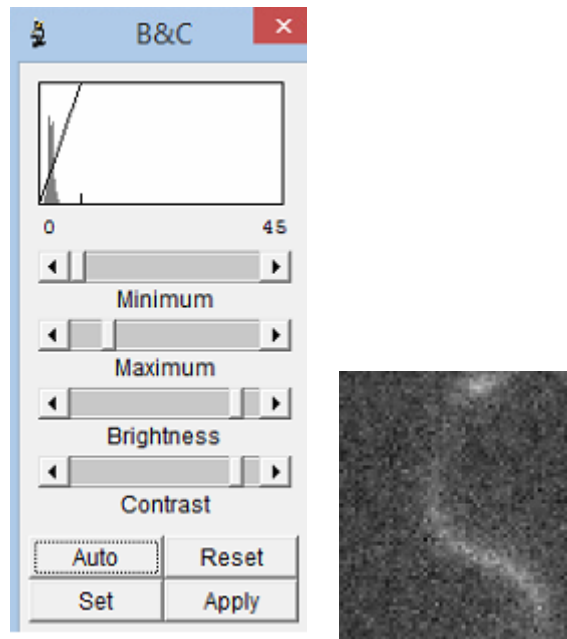 B&C
0 45
Minimum
Maximum
Brightness
Contrast
Auto Reset
Set Apply